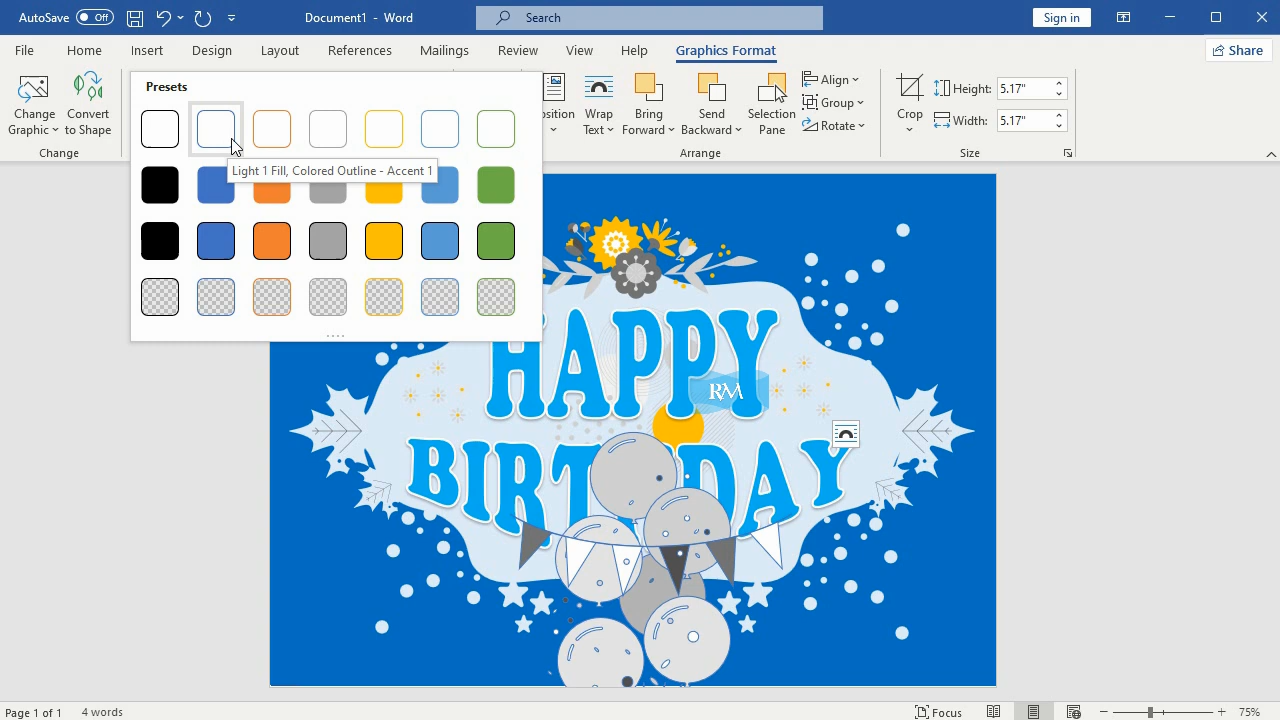 AutoSave Off
Document1 - Word
Search
Sign in
File Home Insert Design Layout References Mailings Review View Help Graphics Format
Share
Change Graphic
Convert to Shape
Change
Presets
Light 1 Fill, Colored Outline - Accent 1
osition
Wrap Text
Bring Forward
Send Backward
Selection Pane
Align
Group
Rotate
Arrange
Crop
Height: 5.17"
Width: 5.17"
Size
HAPPY
RM
BIRTHDAY
Page 1 of 1 4 words
Focus
75%